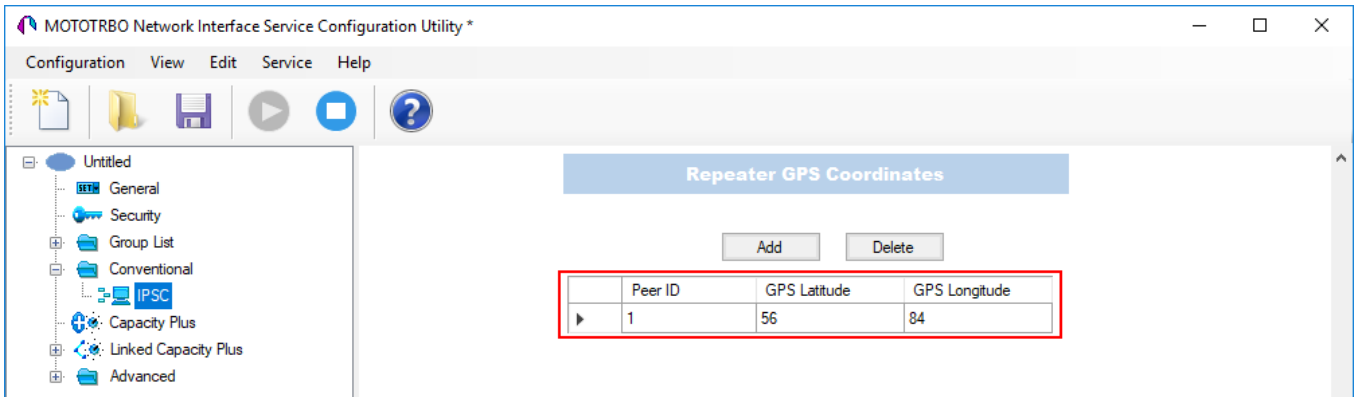 MOTOTRBO Network Interface Service Configuration Utility *
Configuration View Edit Service Help
?
Untitled
SET General
Security
Group List
Conventional
IPSC
Capacity Plus
Linked Capacity Plus
Advanced
Repeater GPS Coordinates
Add Delete
Peer ID GPS Latitude GPS Longitude
1 56 84